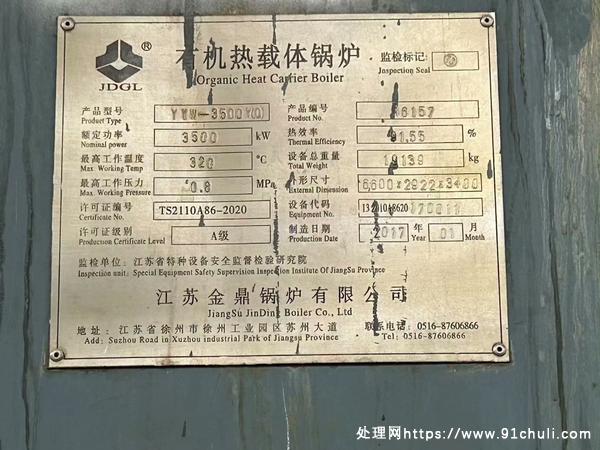 ®
JDGL
有机热载体锅炉
Organic Heat Carrier Boiler
监检标记:
Inspection Seal
产品型号 YYW-3500Y(Q)
Product Type
产品编号 6157
Product No.
额定功率 3500 kW
Nominal power
热效率 91.55 %
Thermal Efficiency
最高工作温度 320 ℃
Max. Working Temp
设备总重量 19139 kg
Total Weight
最高工作压力 0.8 MPa
Max. Working Pressure
外形尺寸 6,600x2922x3400
External Dimension
许可证编号 TS2110A86-2020
Certificate No.
设备代码
Equipment No.
许可证级别 A级
Production Certificate Level
制造日期 2017 年 01 月
Production Date Year Month
监检单位:江苏省特种设备安全监督检验研究院
Inspection unit: Special Equipment Safety Supervision Inspection Institute Of JiangSu Province
江苏金鼎锅炉有限公司
JiangSu JinDing Boiler Co., Ltd
地址:江苏省徐州市徐州工业园区苏州大道 联系电话:0516-87606866
Add: Suzhou Road in Xuzhou industrial Park of Jiangsu Province Tel: 0516-87606866
处理网https://www.91chuli.com